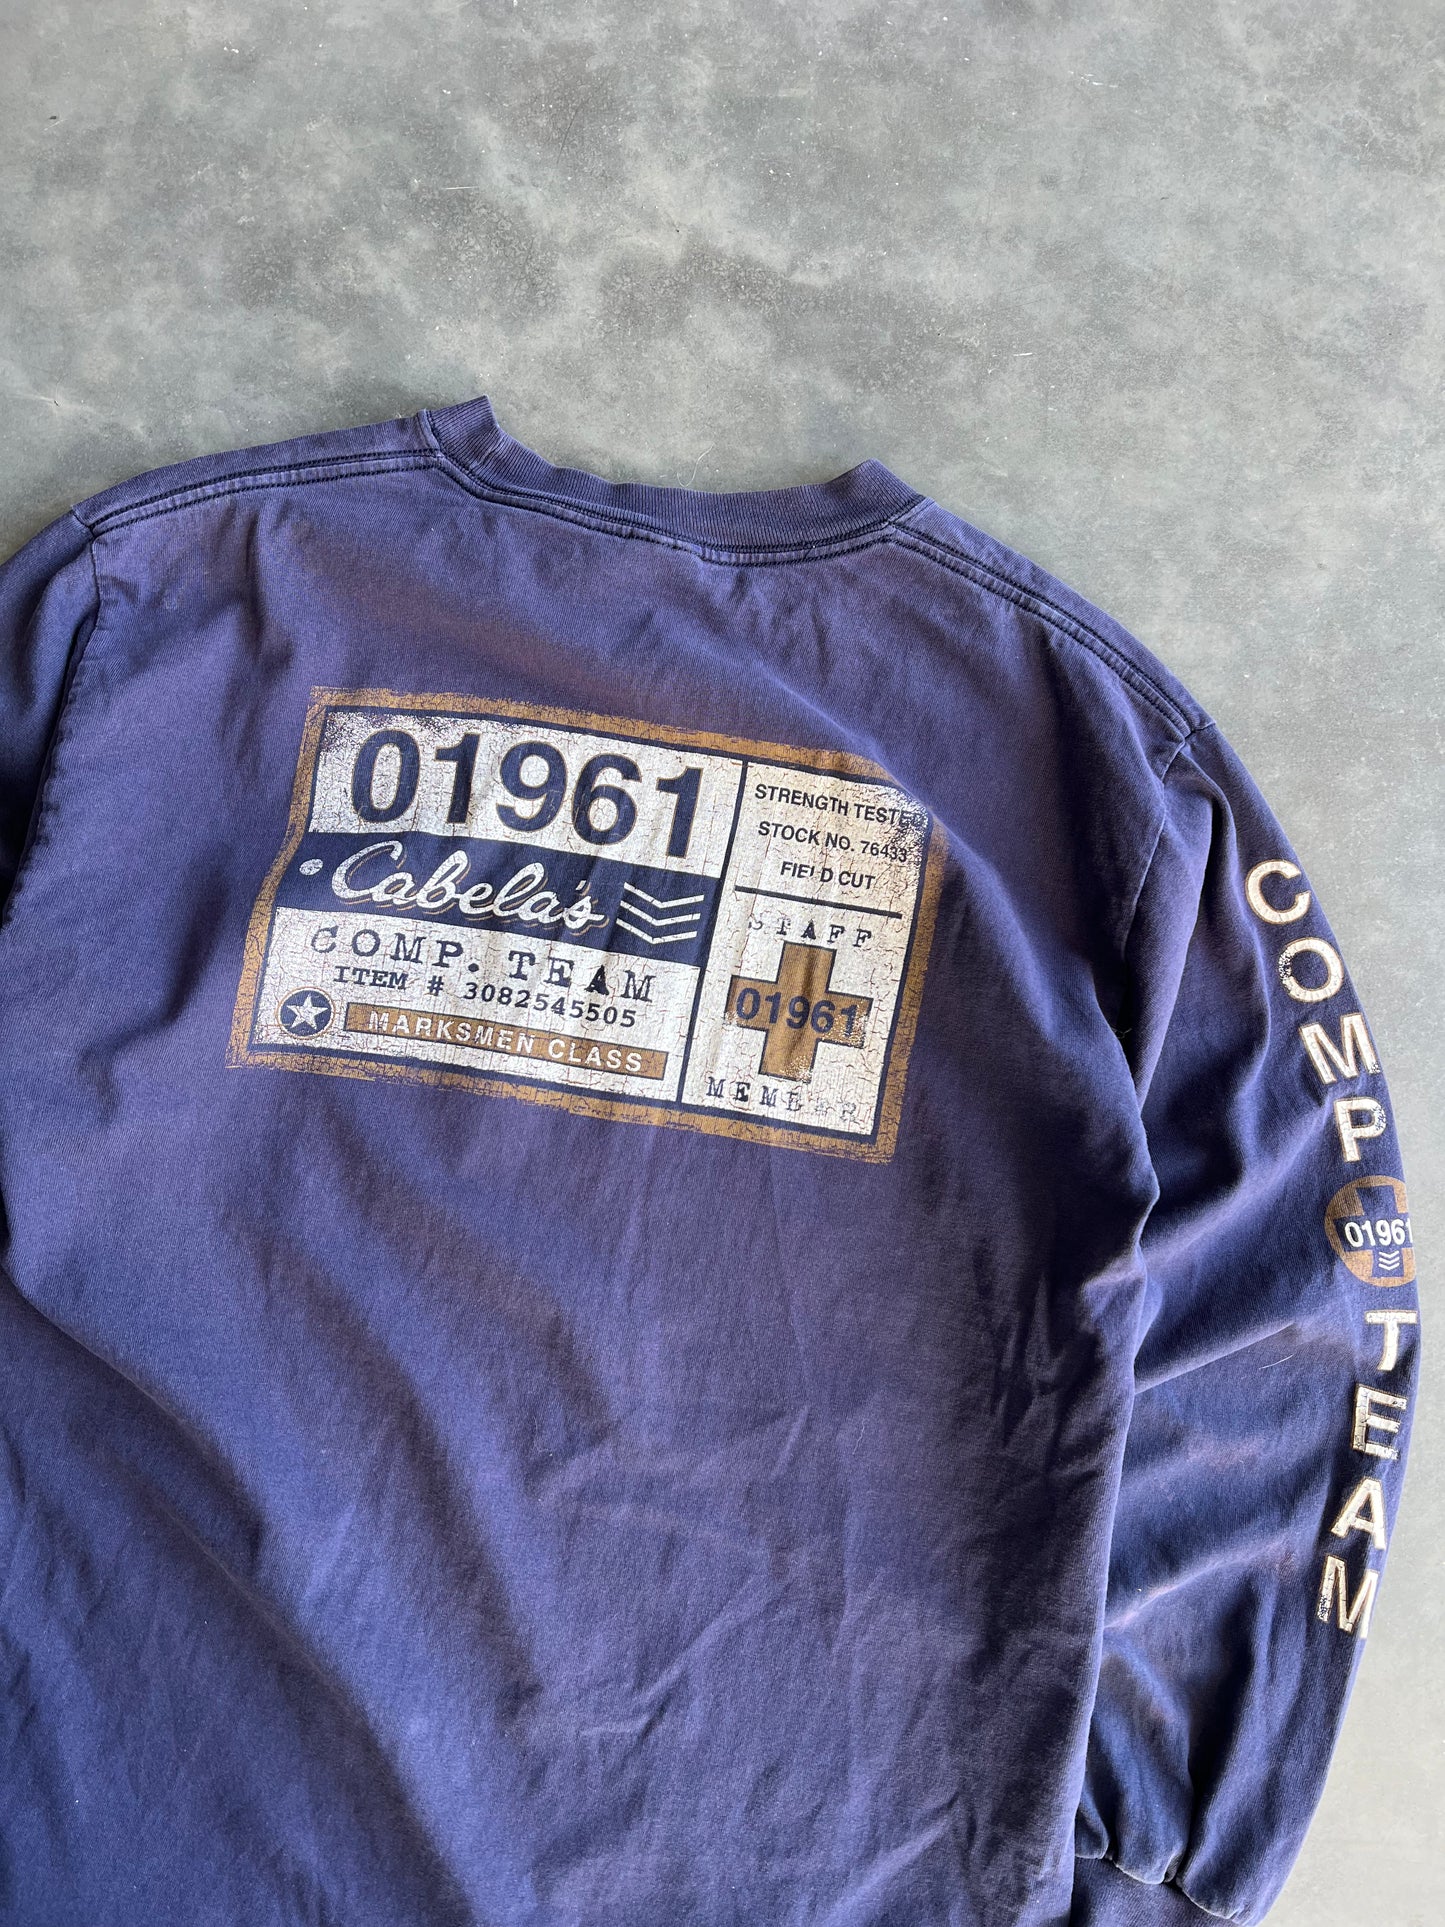 01961
Cabela's
COMP. TEAM
ITEM # 3082545505
MARKSMEN CLASS
STRENGTH TESTED
STOCK NO. 76433
FIELD CUT
STAFF
01961
MEMBER
COMP
01961
TEAM